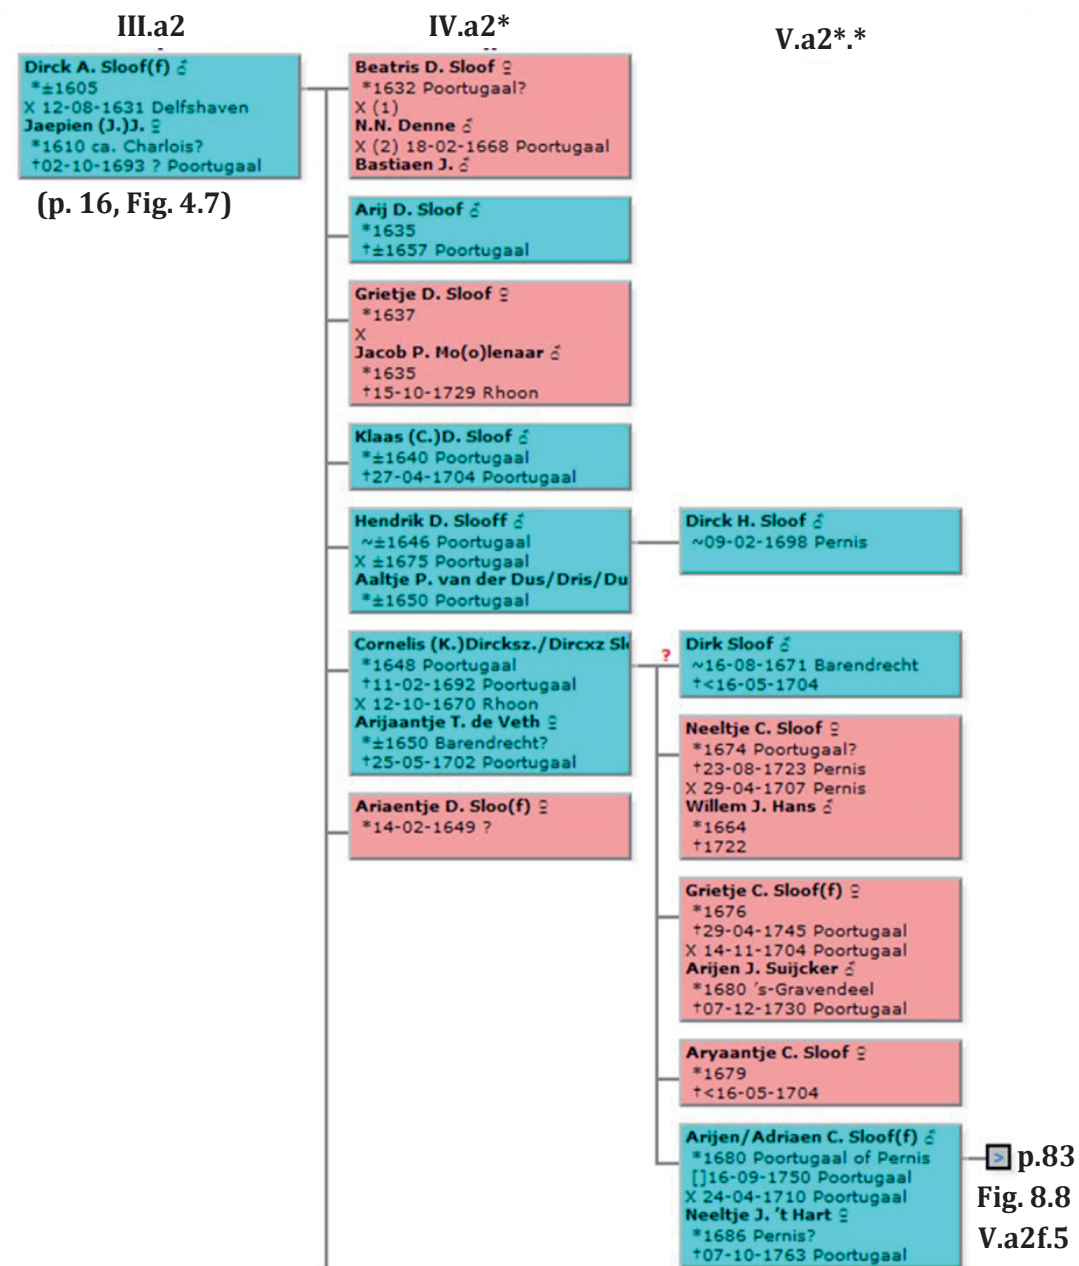 III.a2
IV.a2*
V.a2*.*
Dirck A. Sloof(f) ♂
*±1605
X 12-08-1631 Delfshaven
Jaepien (J.)J. ♀
*1610 ca. Charlois?
†02-10-1693 ? Poortugaal
(p. 16, Fig. 4.7)
Beatris D. Sloof ♀
*1632 Poortugaal?
X (1)
N.N. Denne ♂
X (2) 18-02-1668 Poortugaal
Bastiaen J. ♂
Arij D. Sloof ♂
*1635
†±1657 Poortugaal
Grietje D. Sloof ♀
*1637
X
Jacob P. Mo(o)lenaar ♂
*1635
†15-10-1729 Rhoon
Klaas (C.)D. Sloof ♂
*±1640 Poortugaal
†27-04-1704 Poortugaal
Hendrik D. Slooff ♂
~±1646 Poortugaal
X ±1675 Poortugaal
Aaltje P. van der Dus/Dris/Du
*±1650 Poortugaal
Dirck H. Sloof ♂
~09-02-1698 Pernis
Cornelis (K.)Dircksz./Dircxz Sl
*1648 Poortugaal
†11-02-1692 Poortugaal
X 12-10-1670 Rhoon
Arijaantje T. de Veth ♀
*±1650 Barendrecht?
†25-05-1702 Poortugaal
?
Dirk Sloof ♂
~16-08-1671 Barendrecht
†<16-05-1704
Neeltje C. Sloof ♀
*1674 Poortugaal?
†23-08-1723 Pernis
X 29-04-1707 Pernis
Willem J. Hans ♂
*1664
†1722
Ariaentje D. Sloo(f) ♀
*14-02-1649 ?
Grietje C. Sloof(f) ♀
*1676
†29-04-1745 Poortugaal
X 14-11-1704 Poortugaal
Arijen J. Suijcker ♂
*1680 's-Gravendeel
†07-12-1730 Poortugaal
Aryaantje C. Sloof ♀
*1679
†<16-05-1704
Arijen/Adriaen C. Sloof(f) ♂
*1680 Poortugaal of Pernis
[]16-09-1750 Poortugaal
X 24-04-1710 Poortugaal
Neeltje J. 't Hart ♀
*1686 Pernis?
†07-10-1763 Poortugaal
> p.83
Fig. 8.8
V.a2f.5